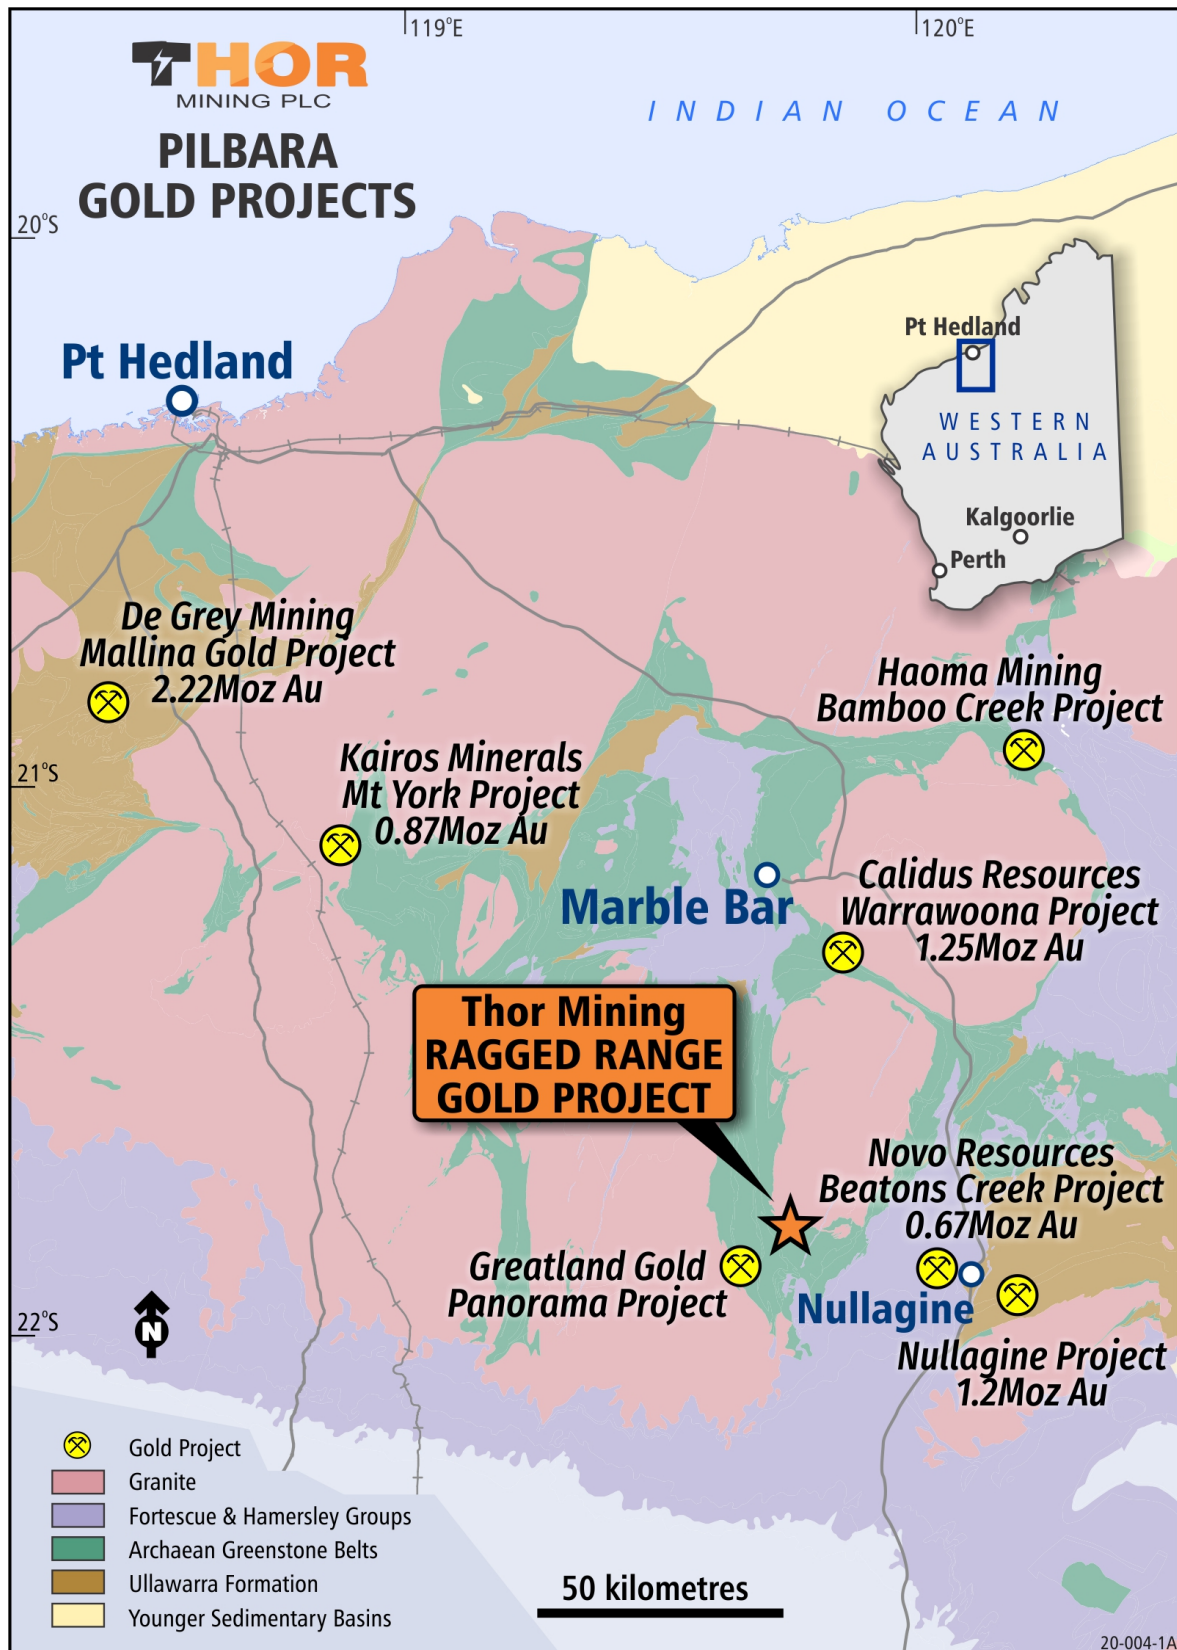 119°E
120°E
THOR
MINING PLC
PILBARA
GOLD PROJECTS
INDIAN OCEAN
20°S
Pt Hedland
Pt Hedland
WESTERN
AUSTRALIA
Kalgoorlie
Perth
De Grey Mining
Mallina Gold Project
2.22Moz Au
Haoma Mining
Bamboo Creek Project
21°S
Kairos Minerals
Mt York Project
0.87Moz Au
Marble Bar
Calidus Resources
Warrawoona Project
1.25Moz Au
Thor Mining
RAGGED RANGE
GOLD PROJECT
Novo Resources
Beatons Creek Project
0.67Moz Au
Greatland Gold
Panorama Project
Nullagine
22°S
N
Nullagine Project
1.2Moz Au
Gold Project
Granite
Fortescue & Hamersley Groups
Archaean Greenstone Belts
Ullawarra Formation
Younger Sedimentary Basins
50 kilometres
20-004-1A